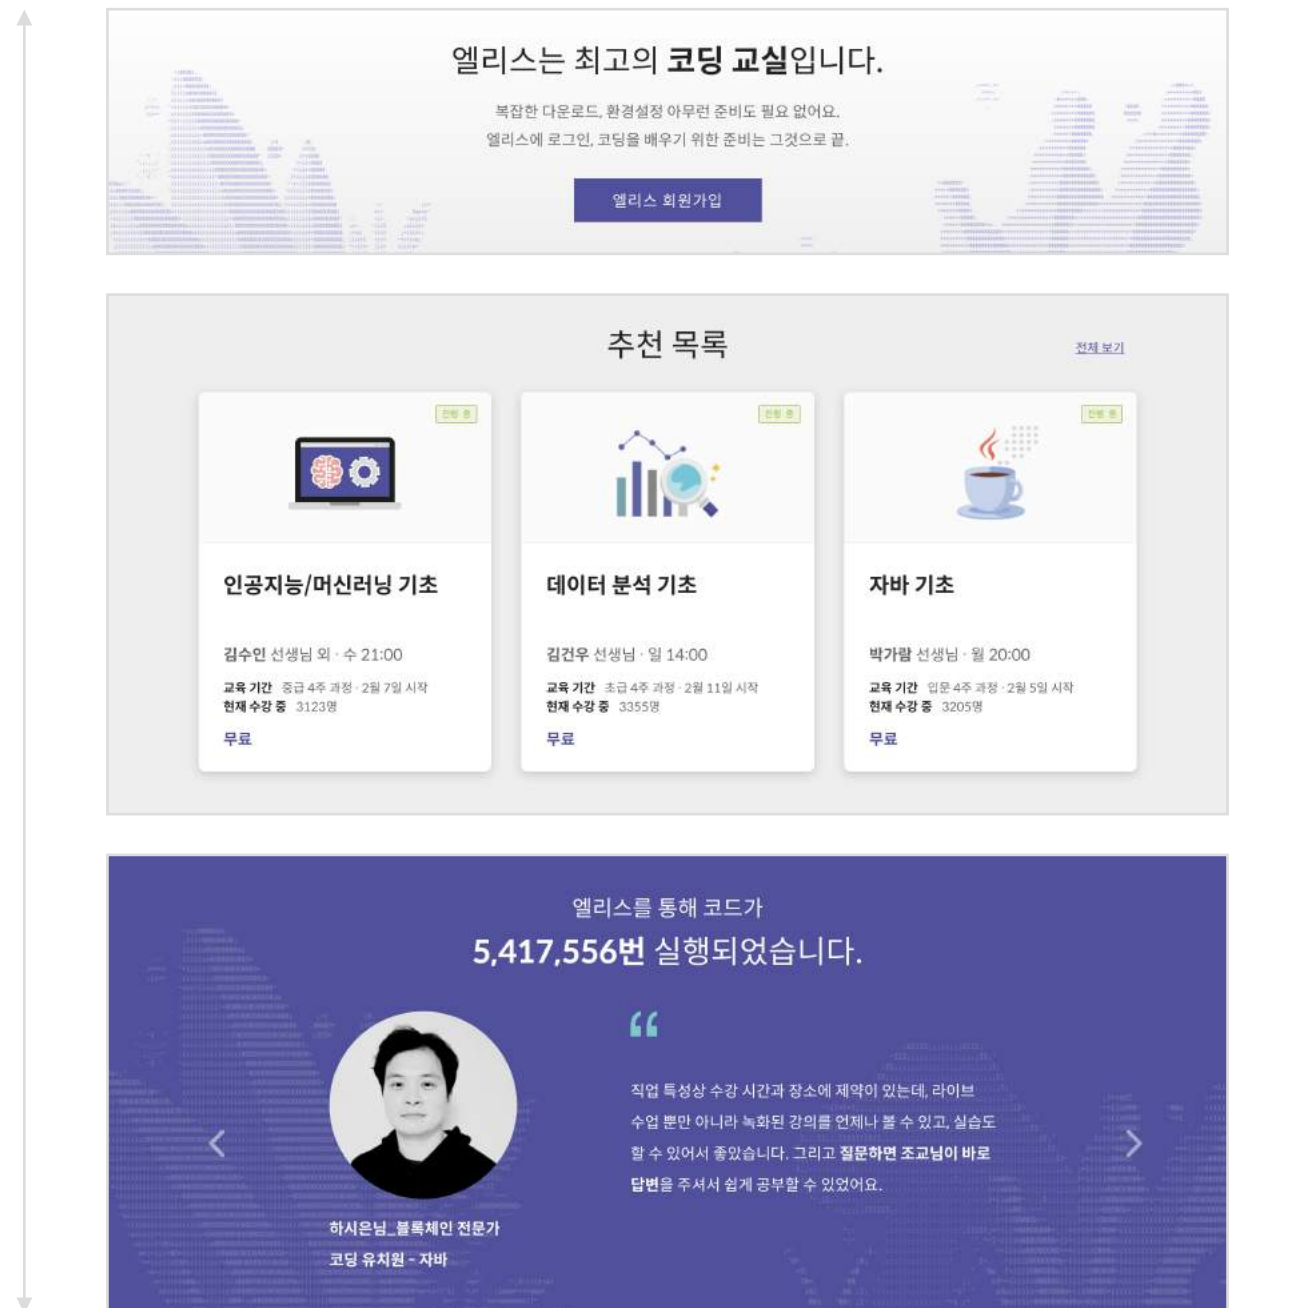 엘리스는 최고의 코딩 교실입니다.
복잡한 다운로드, 환경설정 아무런 준비도 필요 없어요.
엘리스에 로그인, 코딩을 배우기 위한 준비는 그것으로 끝.
엘리스 회원가입
추천 목록
전체 보기
진행 중
인공지능/머신러닝 기초
김수인 선생님 외 · 수 21:00
교육 기간 중급 4주 과정 · 2월 7일 시작
현재 수강 중 3123명
무료
진행 중
데이터 분석 기초
김건우 선생님 · 일 14:00
교육 기간 초급 4주 과정 · 2월 11일 시작
현재 수강 중 3355명
무료
진행 중
자바 기초
박가람 선생님 · 월 20:00
교육 기간 입문 4주 과정 · 2월 5일 시작
현재 수강 중 3205명
무료
엘리스를 통해 코드가
5,417,556번 실행되었습니다.
“
직업 특성상 수강 시간과 장소에 제약이 있는데, 라이브
수업 뿐만 아니라 녹화된 강의를 언제나 볼 수 있고, 실습도
할 수 있어서 좋았습니다. 그리고 질문하면 조교님이 바로
답변을 주셔서 쉽게 공부할 수 있었어요.
하시은님_블록체인 전문가
코딩 유치원 – 자바